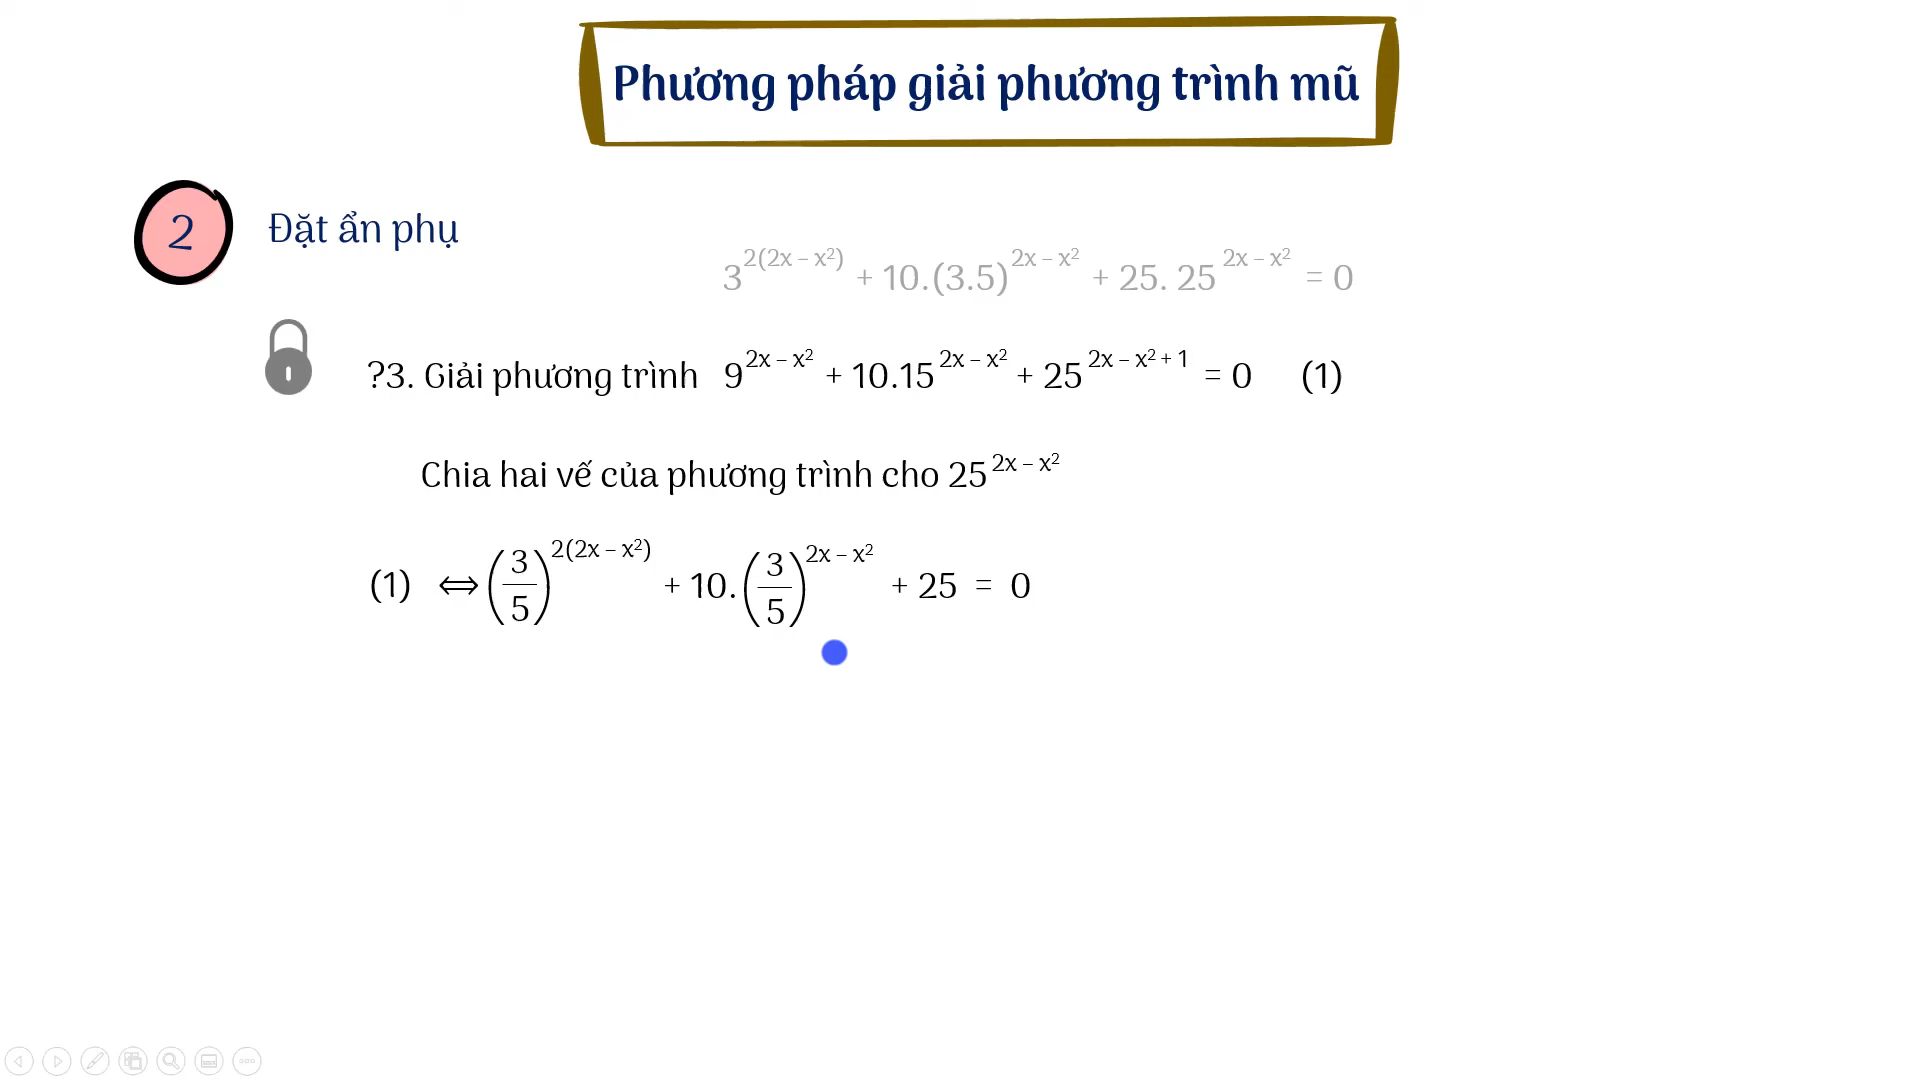 Phương pháp giải phương trình mũ
2 Đặt ẩn phụ
3^{2(2x – x²)} + 10.(3.5)^{2x – x²} + 25. 25^{2x – x²} = 0
?3. Giải phương trình 9^{2x – x²} + 10.15^{2x – x²} + 25^{2x – x² + 1} = 0 (1)
Chia hai vế của phương trình cho 25^{2x – x²}
(1) ⟺ (3/5)^{2(2x – x²)} + 10.(3/5)^{2x – x²} + 25 = 0